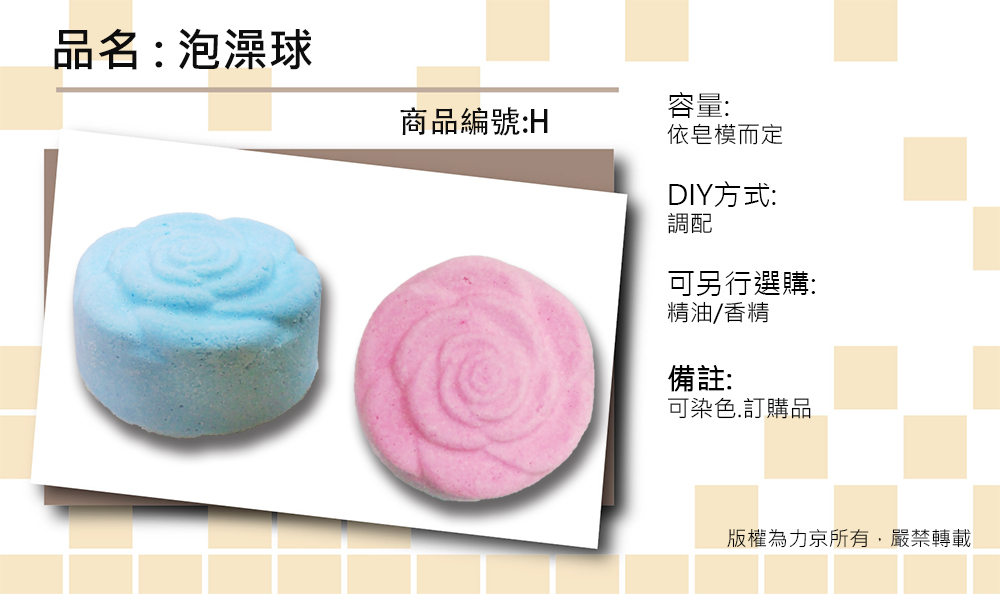 品名 : 泡澡球
商品編號:H
容量:
依皂模而定
DIY方式:
調配
可另行選購:
精油/香精
備註:
可染色.訂購品
版權為力京所有，嚴禁轉載